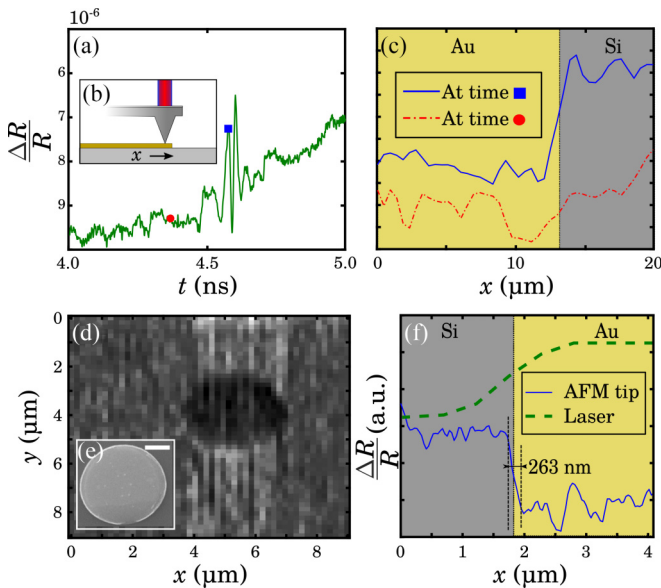 10⁻⁶
(a)
6
7
8
9
ΔR
R
(b)
x
4.0
4.5
5.0
t (ns)
(c)
Au
Si
At time
At time
0
10
20
x (μm)
(d)
0
2
4
6
8
y (μm)
(e)
0
2
4
6
8
x (μm)
(f)
Si
Au
AFM tip
Laser
263 nm
ΔR
R
(a.u.)
0
1
2
3
4
x (μm)